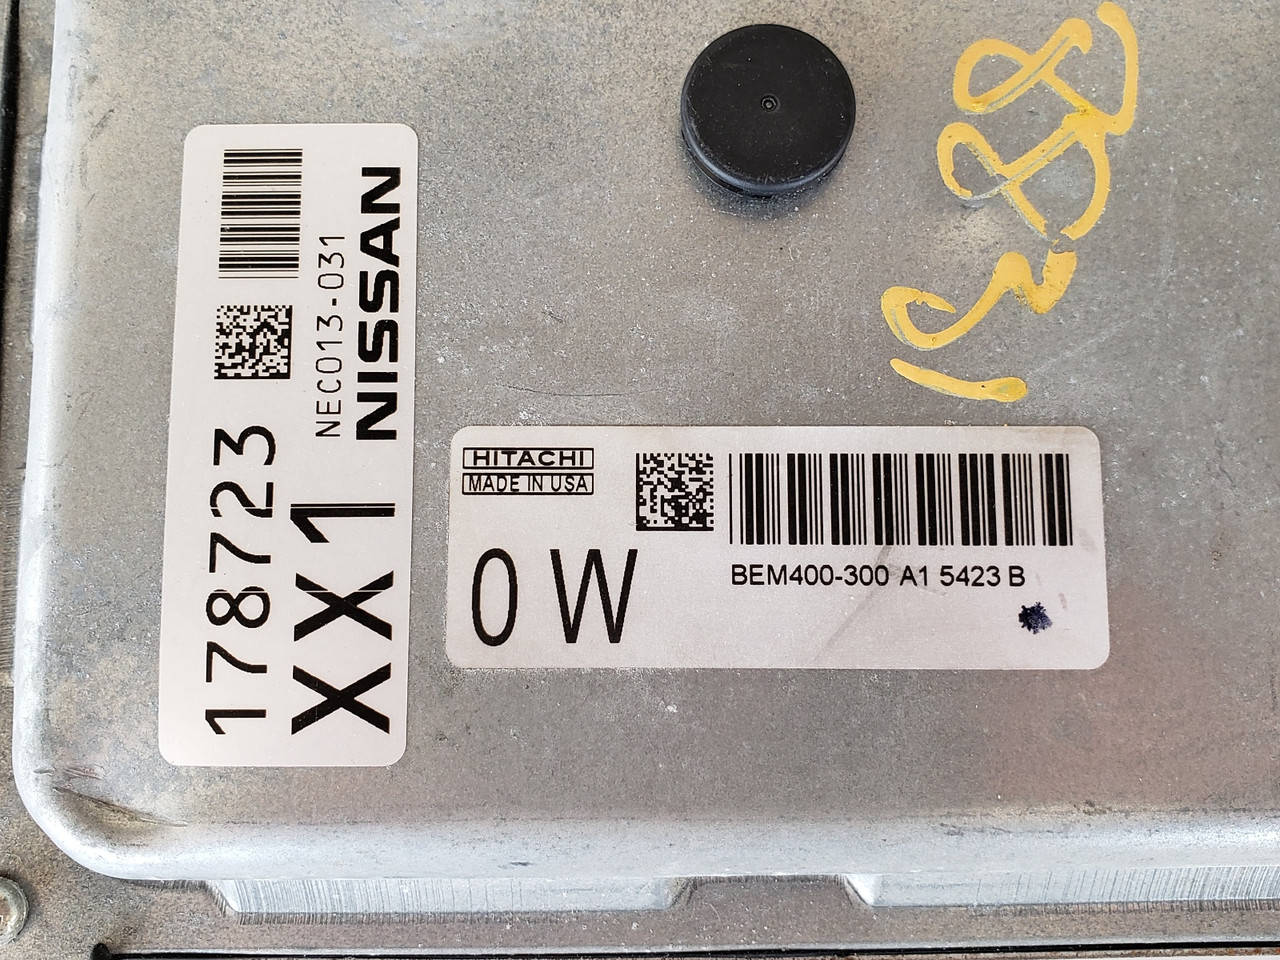 178723
XX1
NEC013-031
NISSAN
HITACHI
MADE IN USA
0 W
BEM400-300 A1 5423 B